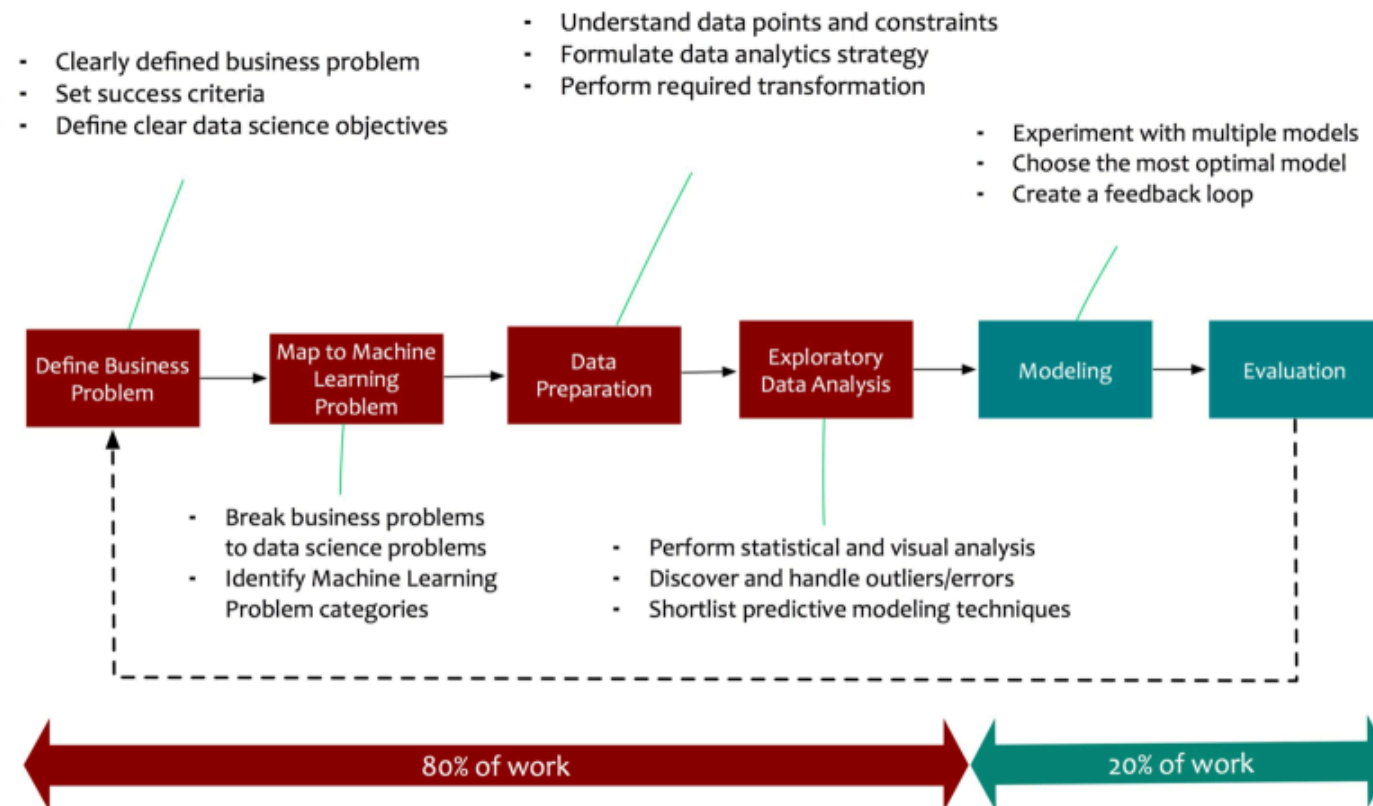 - Understand data points and constraints
- Formulate data analytics strategy
- Perform required transformation
- Clearly defined business problem
- Set success criteria
- Define clear data science objectives
- Experiment with multiple models
- Choose the most optimal model
- Create a feedback loop
Define Business
Problem
Map to Machine
Learning
Problem
Data
Preparation
Exploratory
Data Analysis
Modeling
Evaluation
- Break business problems
to data science problems
- Identify Machine Learning
Problem categories
- Perform statistical and visual analysis
- Discover and handle outliers/errors
- Shortlist predictive modeling techniques
80% of work
20% of work